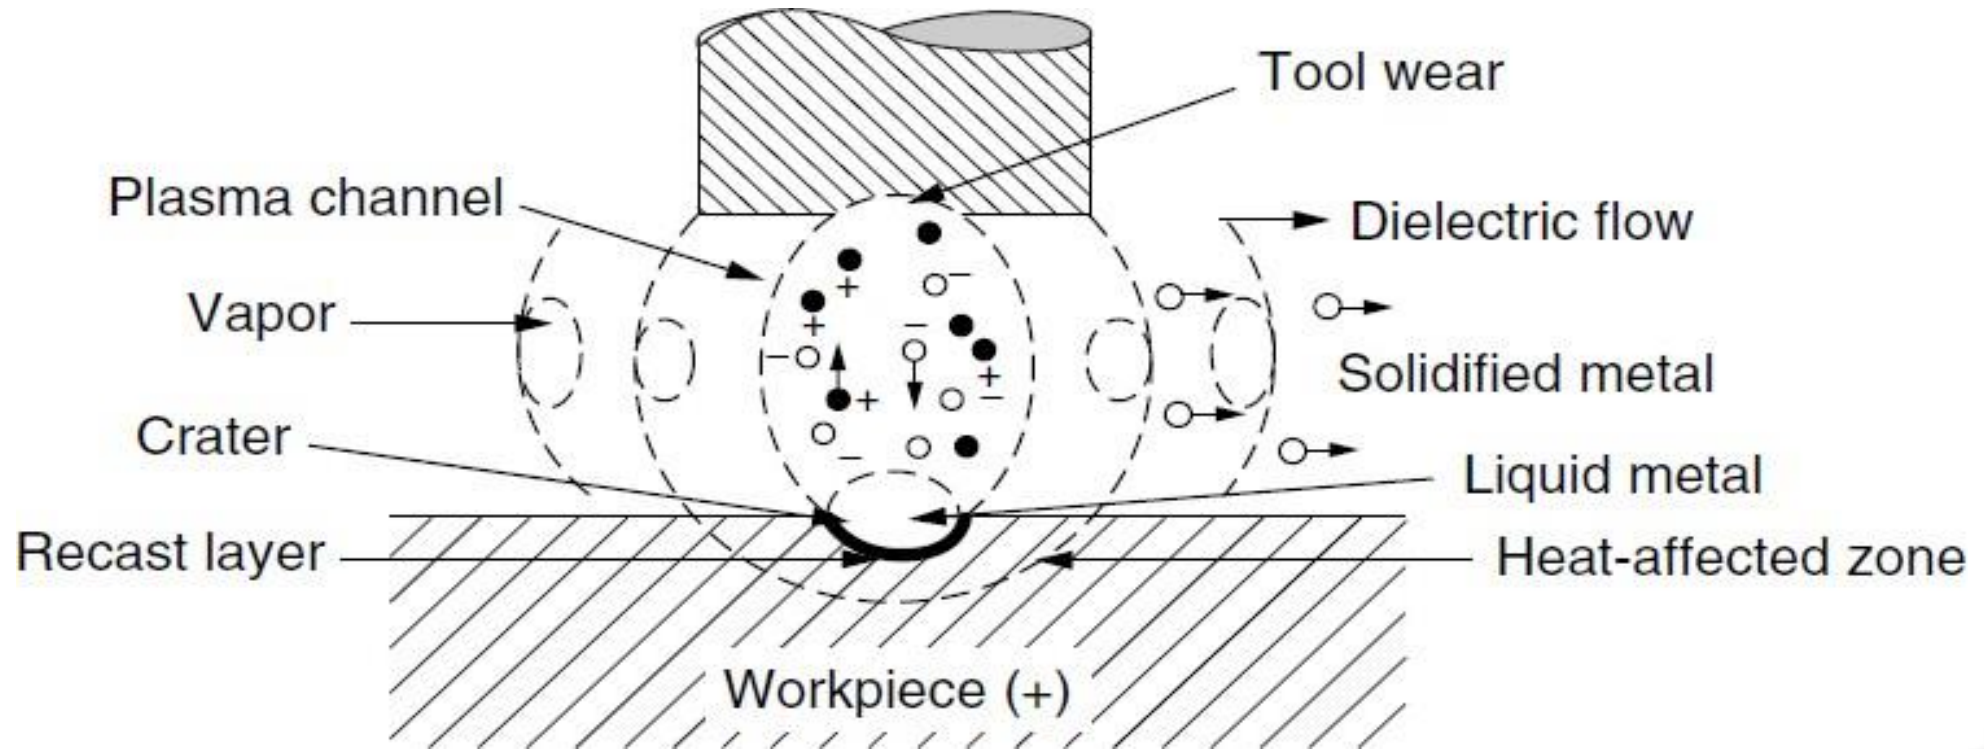 Tool wear
Plasma channel
Dielectric flow
Vapor
Solidified metal
Crater
Liquid metal
Recast layer
Heat-affected zone
Workpiece (+)
+
+
+
+
−
−
−
−
−